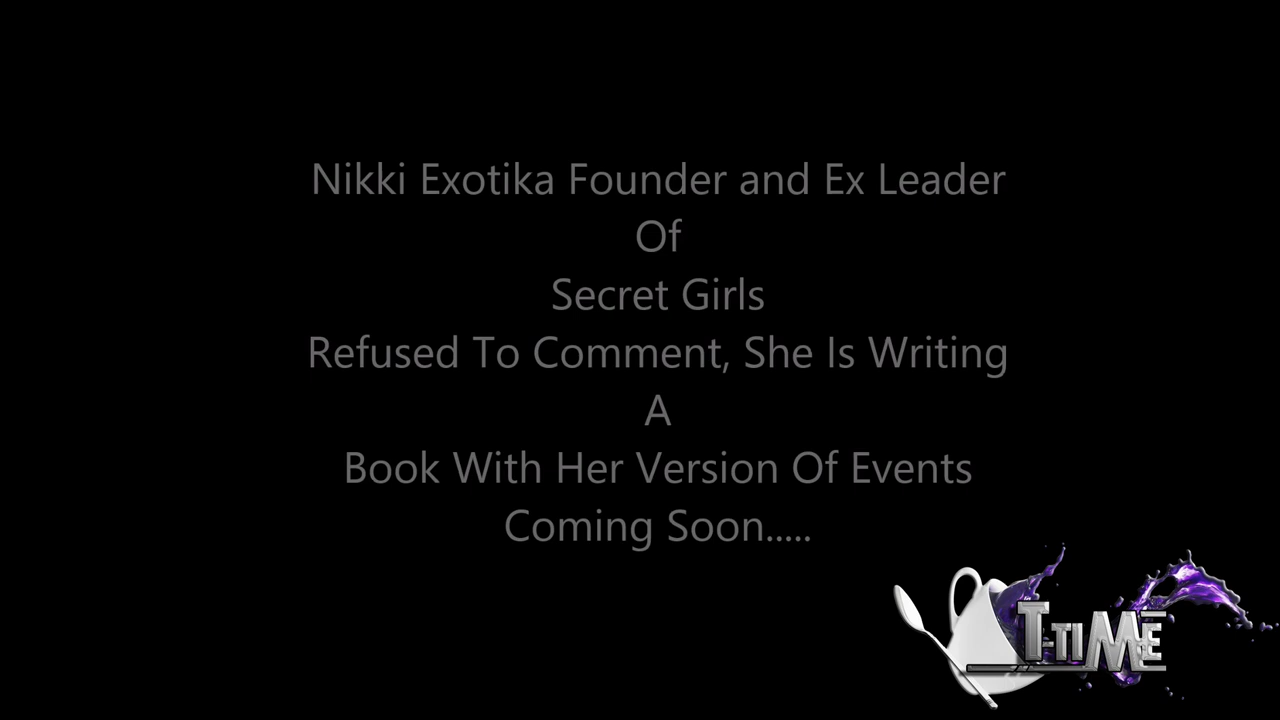 Nikki Exotika Founder and Ex Leader
Of
Secret Girls
Refused To Comment, She Is Writing
A
Book With Her Version Of Events
Coming Soon.....
T-TIME